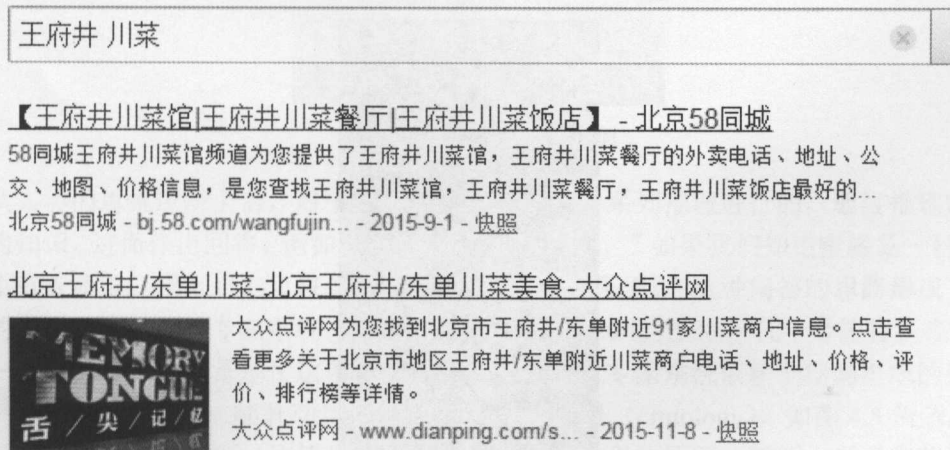 王府井 川菜
【王府井川菜馆|王府井川菜餐厅|王府井川菜饭店】 - 北京58同城
58同城王府井川菜馆频道为您提供了王府井川菜馆，王府井川菜餐厅的外卖电话、地址、公
交、地图、价格信息，是您查找王府井川菜馆，王府井川菜餐厅，王府井川菜饭店最好的...
北京58同城 - bj.58.com/wangfujin... - 2015-9-1 - 快照
北京王府井/东单川菜-北京王府井/东单川菜美食-大众点评网
大众点评网为您找到北京市王府井/东单附近91家川菜商户信息。点击查
看更多关于北京市地区王府井/东单附近川菜商户电话、地址、价格、评
价、排行榜等详情。
大众点评网 - www.dianping.com/s... - 2015-11-8 - 快照
MEMORY
TONGUE
舌/尖/记/忆